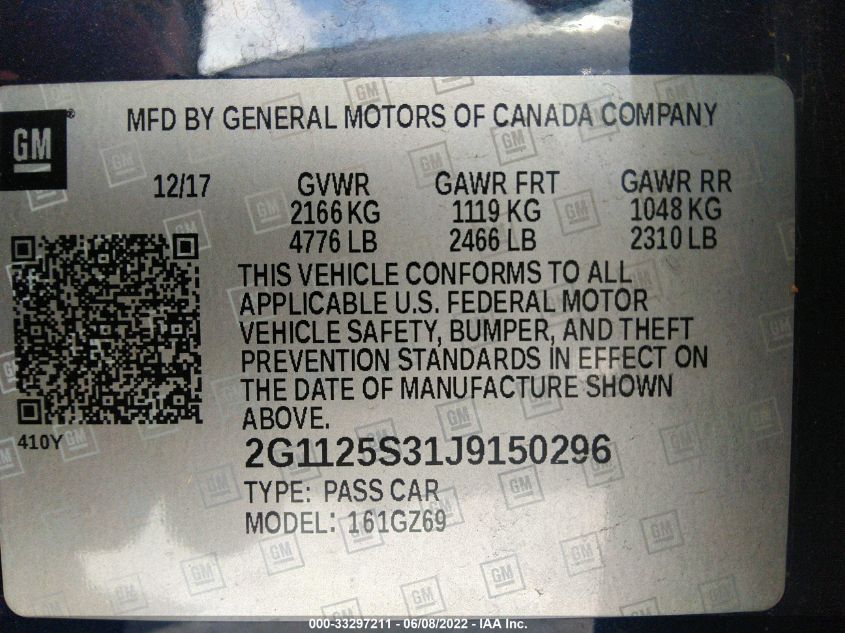 MFD BY GENERAL MOTORS OF CANADA COMPANY
GM®
12/17 GVWR GAWR FRT GAWR RR
2166 KG 1119 KG 1048 KG
4776 LB 2466 LB 2310 LB
THIS VEHICLE CONFORMS TO ALL
APPLICABLE U.S. FEDERAL MOTOR
VEHICLE SAFETY, BUMPER, AND THEFT
PREVENTION STANDARDS IN EFFECT ON
THE DATE OF MANUFACTURE SHOWN
ABOVE.
410Y
2G1125S31J9150296
TYPE: PASS CAR
MODEL: 161GZ69
000-33297211 - 06/08/2022 - IAA Inc.